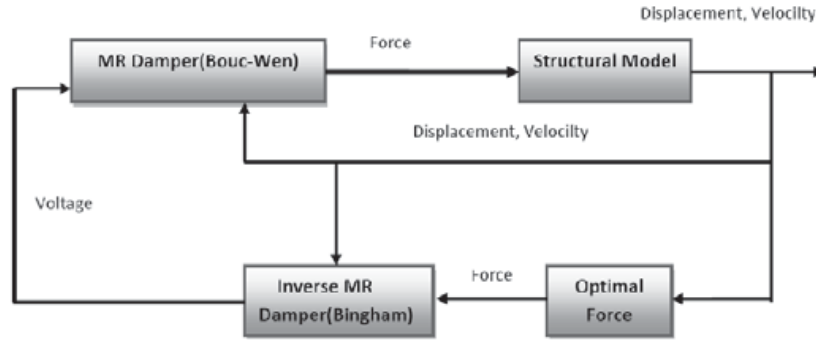 Displacement, Velocilty
Force
MR Damper(Bouc-Wen)
Structural Model
Displacement, Velocilty
Voltage
Force
Inverse MR
Damper(Bingham)
Optimal
Force